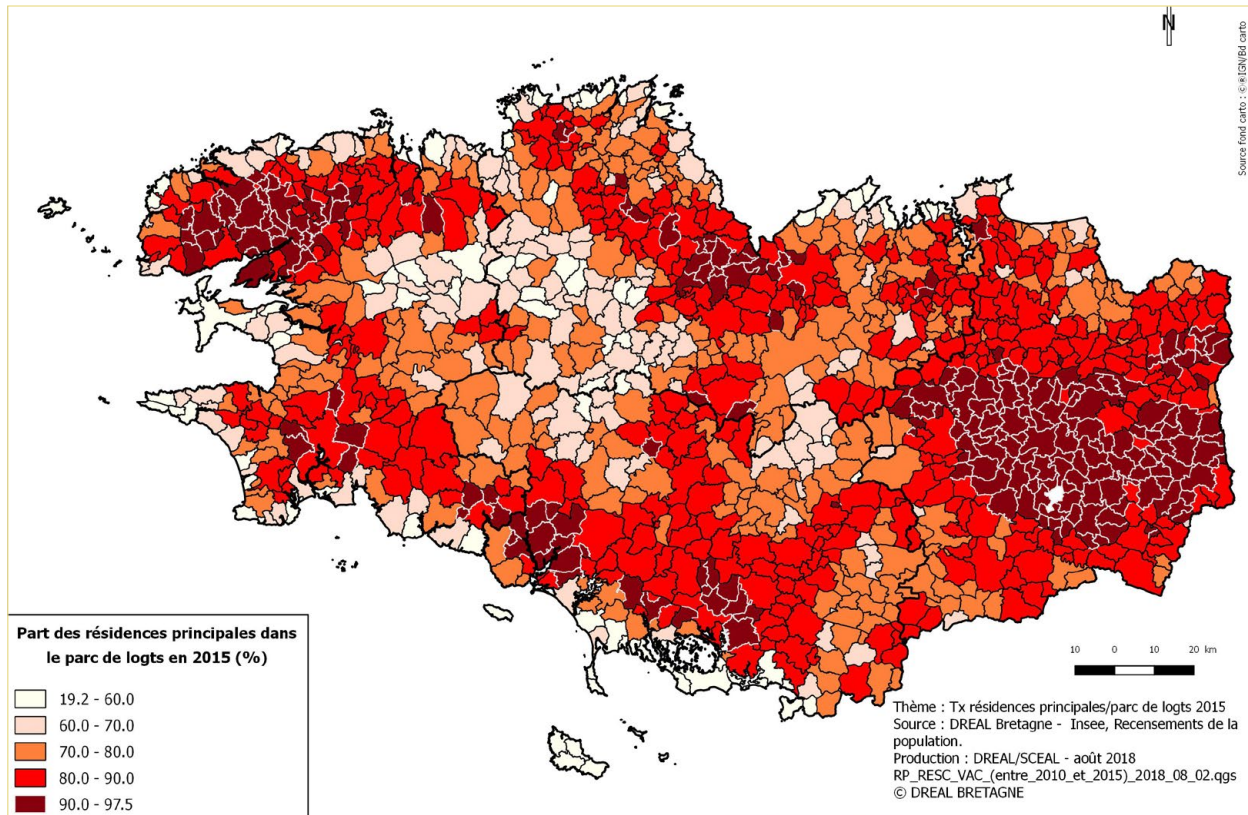 N
Source fond carto : ©®IGN/Bd carto
Part des résidences principales dans
le parc de logts en 2015 (%)
19.2 - 60.0
60.0 - 70.0
70.0 - 80.0
80.0 - 90.0
90.0 - 97.5
10 0 10 20 km
Thème : Tx résidences principales/parc de logts 2015
Source : DREAL Bretagne - Insee, Recensements de la
population.
Production : DREAL/SCEAL - août 2018
RP_RESC_VAC_(entre_2010_et_2015)_2018_08_02.qgs
© DREAL BRETAGNE